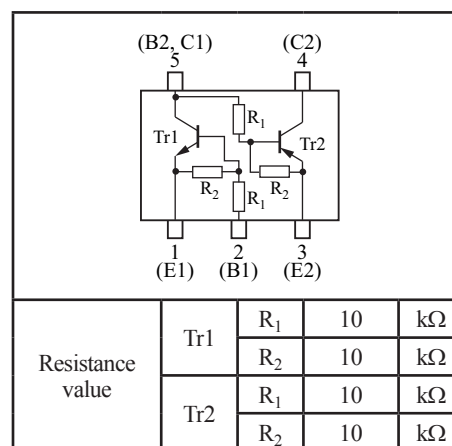 (B2, C1) (C2)
5 4
R1
Tr1 Tr2
R2 R2
R1
1 2 3
(E1) (B1) (E2)
Resistance value Tr1 R1 10 kΩ
R2 10 kΩ
Tr2 R1 10 kΩ
R2 10 kΩ